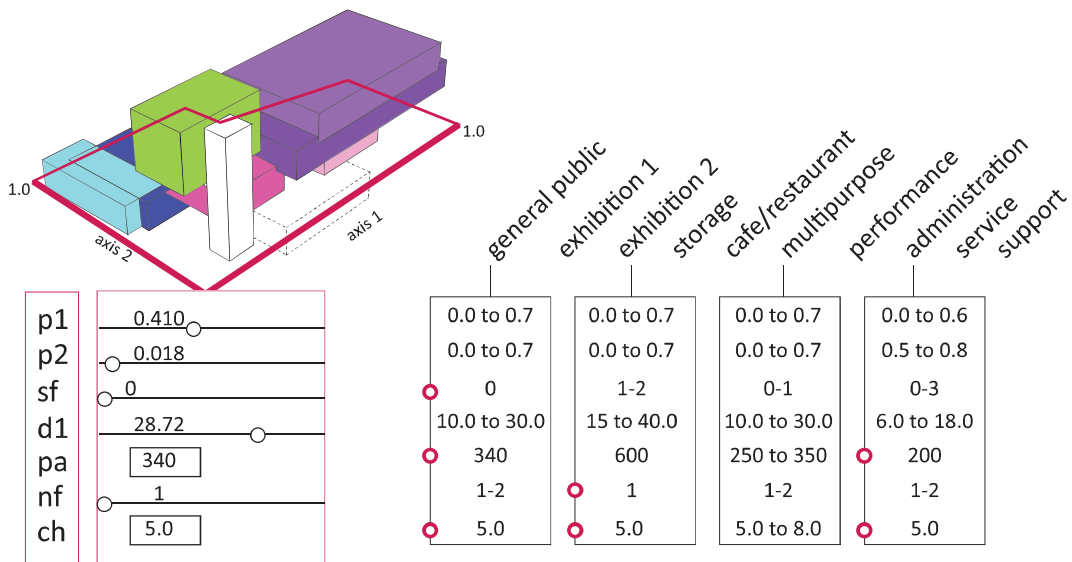 1.0
1.0
axis 2
axis 1
general public
exhibition 1
exhibition 2
storage
cafe/restaurant
multipurpose
performance
administration
service
support
p1 0.410
p2 0.018
sf 0
d1 28.72
pa 340
nf 1
ch 5.0
0.0 to 0.7 0.0 to 0.7 0.0 to 0.7 0.0 to 0.6
0.0 to 0.7 0.0 to 0.7 0.0 to 0.7 0.5 to 0.8
0 1-2 0-1 0-3
10.0 to 30.0 15 to 40.0 10.0 to 30.0 6.0 to 18.0
340 600 250 to 350 200
1-2 1 1-2 1-2
5.0 5.0 5.0 to 8.0 5.0